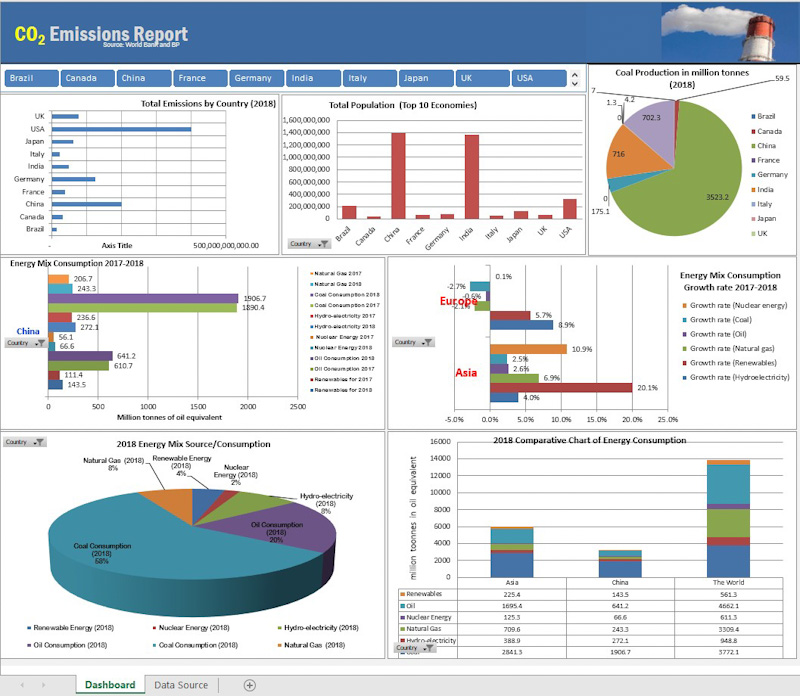 CO2 Emissions Report
Source: World Bank and BP
Brazil Canada China France Germany India Italy Japan UK USA
Total Emissions by Country (2018)
UK
USA
Japan
Italy
India
Germany
France
China
Canada
Brazil
- Axis Title 500,000,000,000.00
Total Population (Top 10 Economies)
1,600,000,000
1,400,000,000
1,200,000,000
1,000,000,000
800,000,000
600,000,000
400,000,000
200,000,000
0
Brazil Canada China France Germany India Italy Japan UK USA
Country
Coal Production in million tonnes
(2018)
59.5
7
1.3
4.2
0
702.3
716
0
175.1
3523.2
Brazil
Canada
China
France
Germany
India
Italy
Japan
UK
Energy Mix Consumption 2017-2018
China
Country
206.7
243.3
1906.7
1890.4
236.6
272.1
56.1
66.6
641.2
610.7
111.4
143.5
0 500 1000 1500 2000 2500
Million tonnes of oil equivalent
Natural Gas 2017
Natural Gas 2018
Coal Consumption 2018
Coal Consumption 2017
Hydro-electricity 2017
Hydro-electricity 2018
Nuclear Energy 2017
Nuclear Energy 2018
Oil Consumption 2018
Oil Consumption 2017
Renewables for 2017
Renewables for 2018
Energy Mix Consumption
Growth rate 2017-2018
Growth rate (Nuclear energy)
Growth rate (Coal)
Growth rate (Oil)
Growth rate (Natural gas)
Growth rate (Renewables)
Growth rate (Hydroelectricity)
Country
Europe
0.1%
-2.7%
-0.6%
-2.1%
5.7%
8.9%
Asia
10.9%
2.5%
2.6%
6.9%
20.1%
4.0%
-5.0% 0.0% 5.0% 10.0% 15.0% 20.0% 25.0%
Country
2018 Energy Mix Source/Consumption
Natural Gas (2018)
8%
Renewable Energy
(2018)
4%
Nuclear
Energy (2018)
2%
Hydro-electricity
(2018)
8%
Oil Consumption
(2018)
20%
Coal Consumption
(2018)
58%
Renewable Energy (2018) Nuclear Energy (2018) Hydro-electricity (2018)
Oil Consumption (2018) Coal Consumption (2018) Natural Gas (2018)
2018 Comparative Chart of Energy Consumption
million toonnes in oil equivalent
16000
14000
12000
10000
8000
6000
4000
2000
0
Asia China The World
Renewables 225.4 143.5 561.3
Oil 1695.4 641.2 4662.1
Nuclear Energy 125.3 66.6 611.3
Natural Gas 709.6 243.3 3309.4
Hydro-electricity 388.9 272.1 948.8
2841.3 1906.7 3772.1
Country
Dashboard Data Source